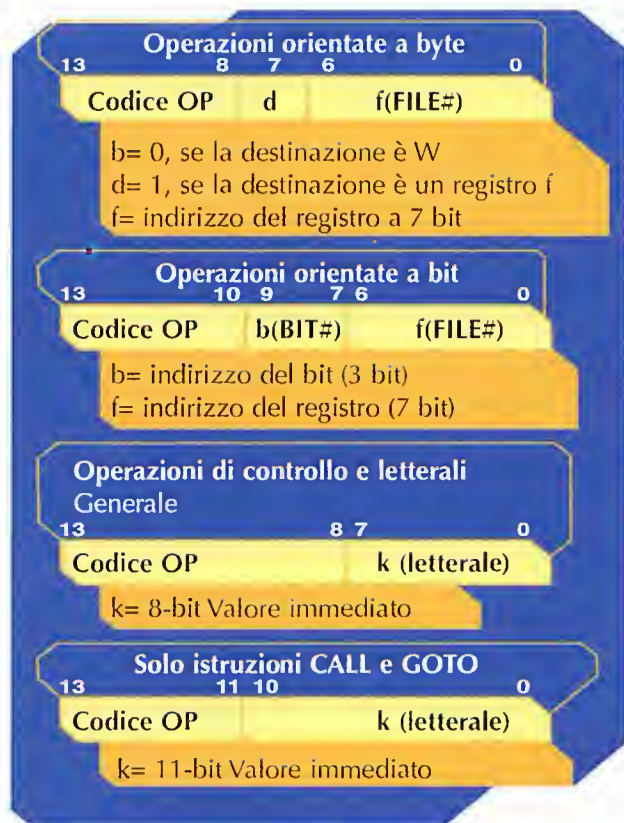 Operazioni orientate a byte
13 8 7 6 0
Codice OP d f(FILE#)
b= 0, se la destinazione è W
d= 1, se la destinazione è un registro f
f= indirizzo del registro a 7 bit
Operazioni orientate a bit
13 10 9 7 6 0
Codice OP b(BIT#) f(FILE#)
b= indirizzo del bit (3 bit)
f= indirizzo del registro (7 bit)
Operazioni di controllo e letterali
Generale
13 8 7 0
Codice OP k (letterale)
k= 8-bit Valore immediato
Solo istruzioni CALL e GOTO
13 11 10 0
Codice OP k (letterale)
k= 11-bit Valore immediato